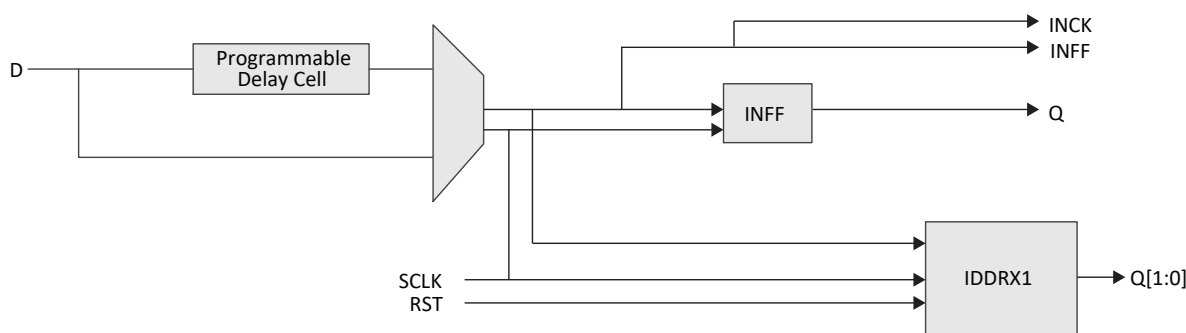 INCK
Programmable
Delay Cell
INFF
D
INFF
Q
SCLK
IDDRX1
Q[1:0]
RST